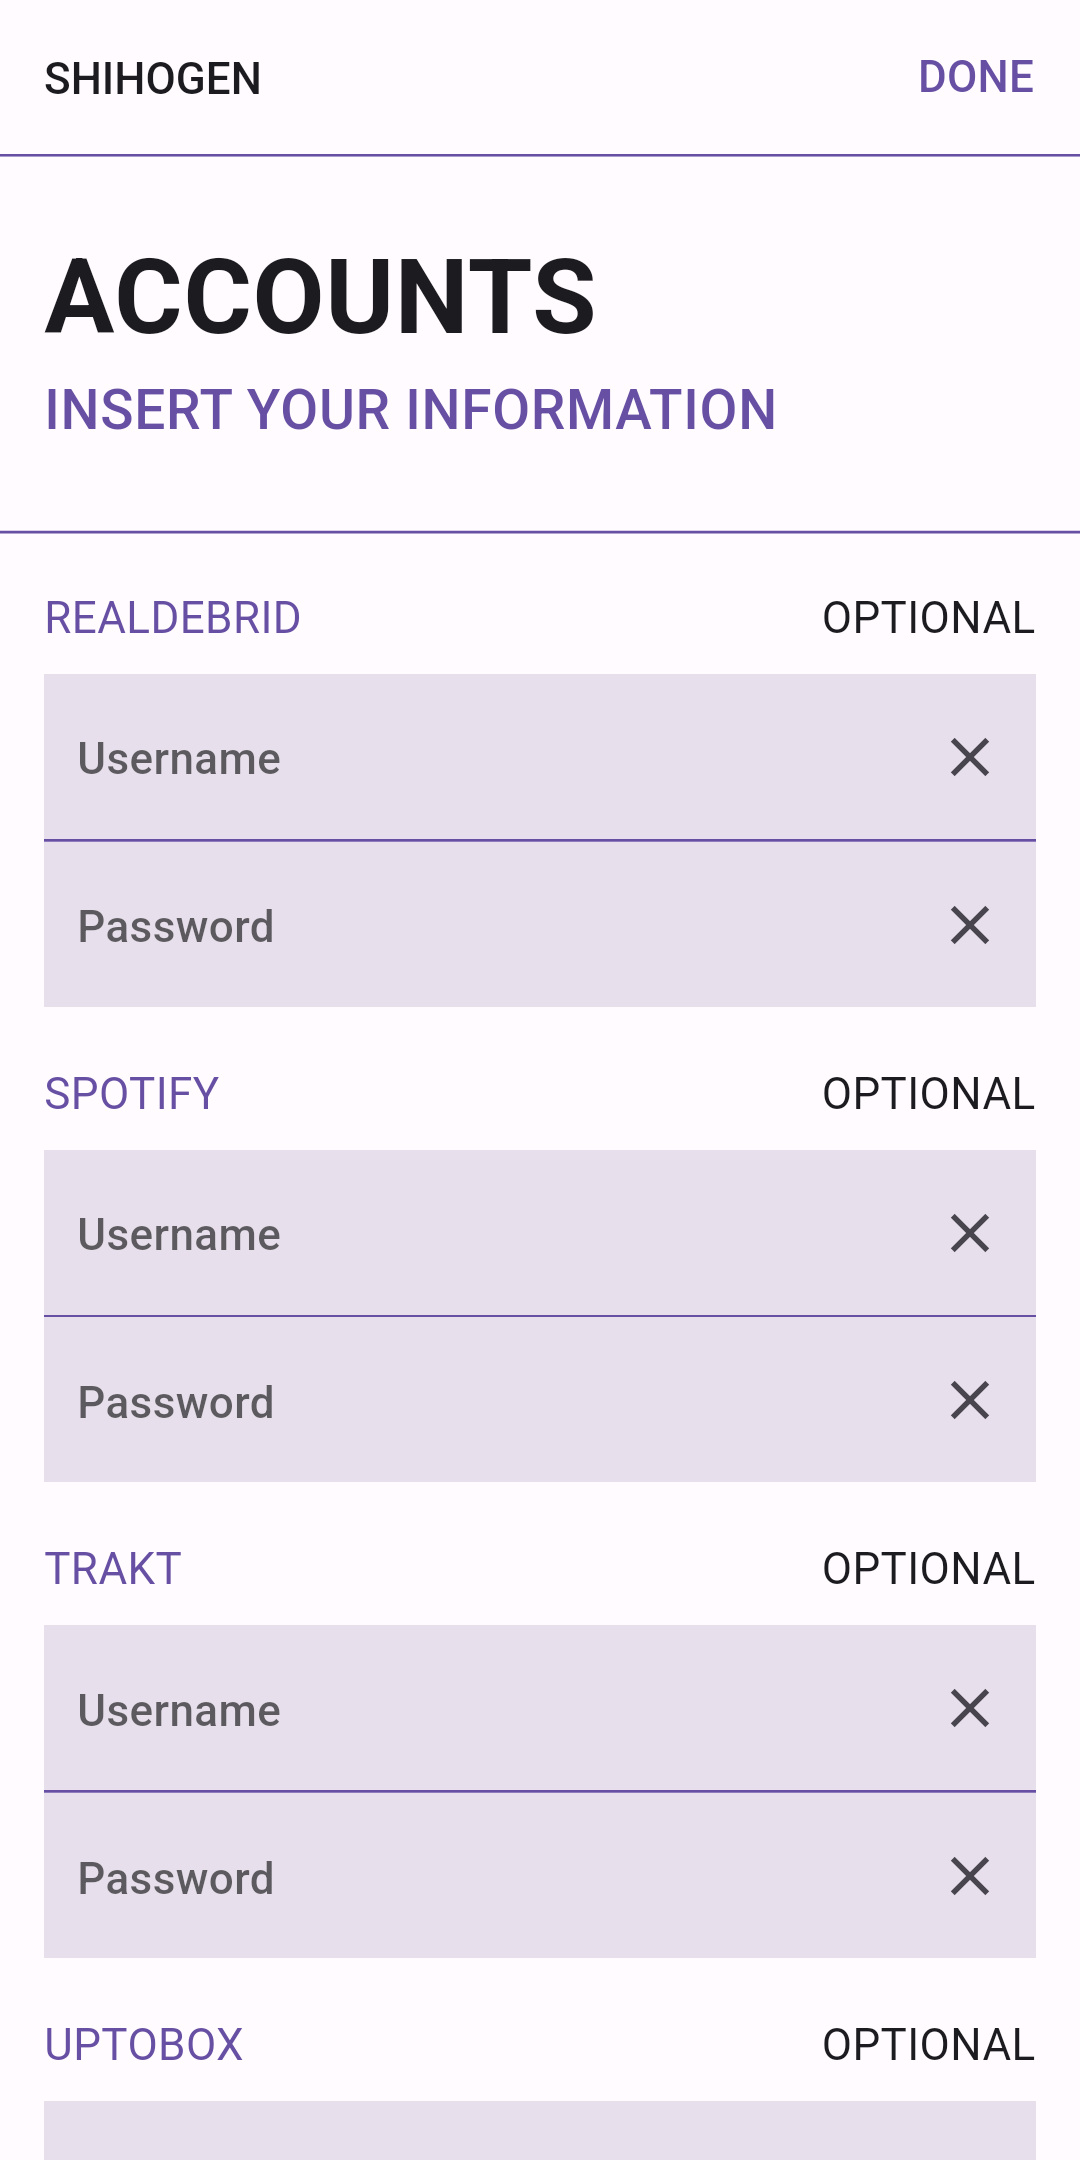 SHIHOGEN DONE
ACCOUNTS
INSERT YOUR INFORMATION
REALDEBRID OPTIONAL
Username
Password
SPOTIFY OPTIONAL
Username
Password
TRAKT OPTIONAL
Username
Password
UPTOBOX OPTIONAL